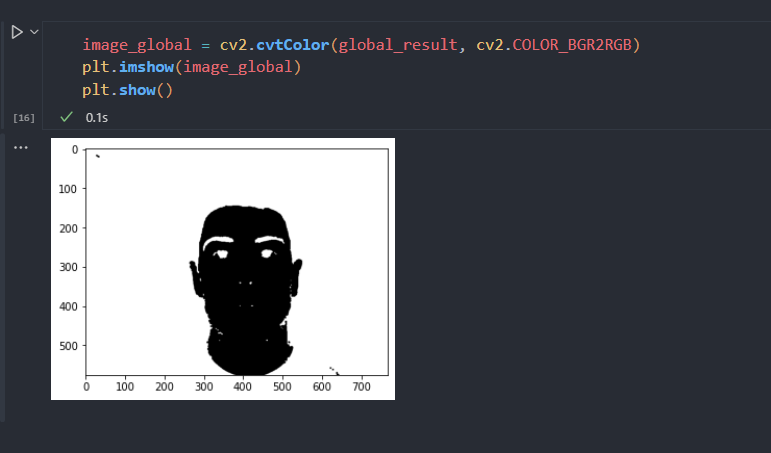 image_global = cv2.cvtColor(global_result, cv2.COLOR_BGR2RGB)
plt.imshow(image_global)
plt.show()
[16]
0.1s
...
0
100
200
300
400
500
0 100 200 300 400 500 600 700